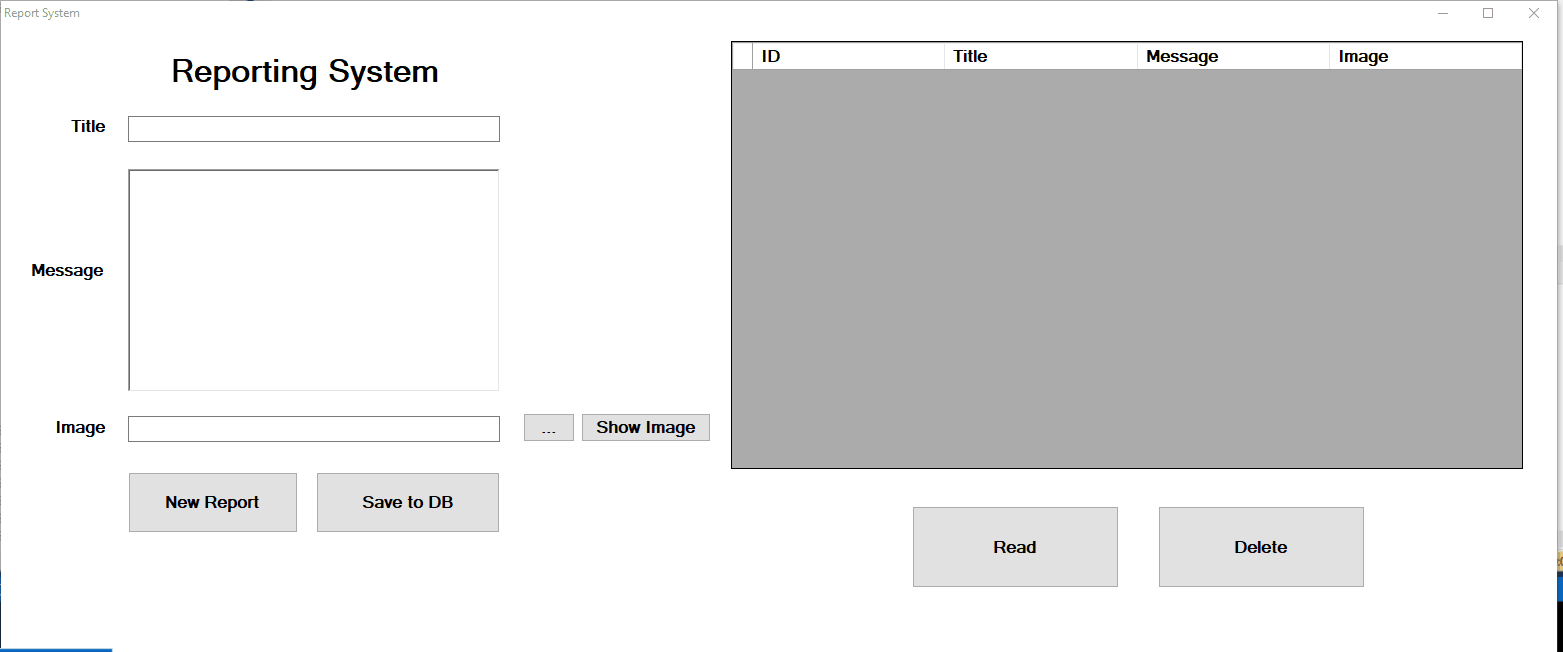 Report System
Reporting System
Title
Message
Image
...
Show Image
New Report
Save to DB
ID Title Message Image
Read
Delete